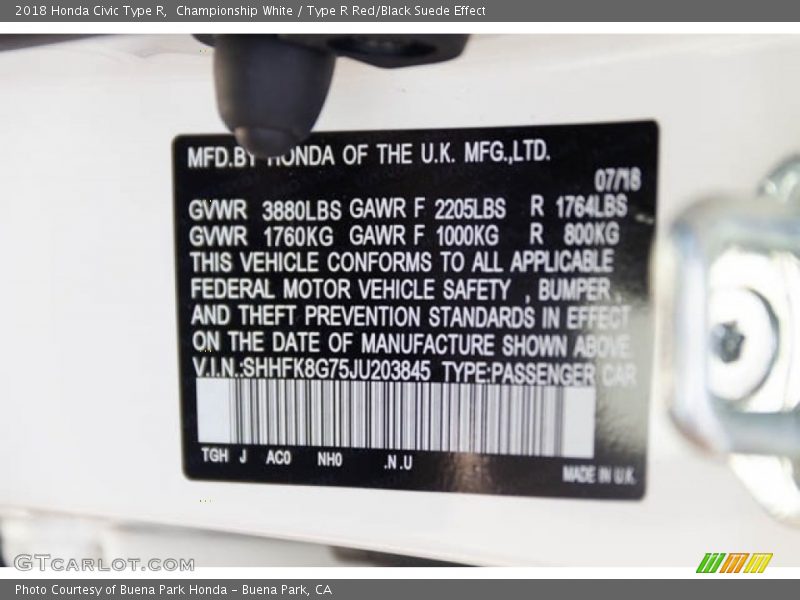 2018 Honda Civic Type R,  Championship White / Type R Red/Black Suede Effect
MFD.BY HONDA OF THE U.K. MFG.,LTD.
07/18
GVWR 3880LBS GAWR F 2205LBS R 1764LBS
GVWR 1760KG GAWR F 1000KG R 800KG
THIS VEHICLE CONFORMS TO ALL APPLICABLE
FEDERAL MOTOR VEHICLE SAFETY , BUMPER ,
AND THEFT PREVENTION STANDARDS IN EFFECT
ON THE DATE OF MANUFACTURE SHOWN ABOVE.
V.I.N.:SHHFK8G75JU203845 TYPE:PASSENGER CAR
TGH J AC0 NH0 .N.U
MADE IN U.K.
GTCARLOT.COM
Photo Courtesy of Buena Park Honda - Buena Park, CA